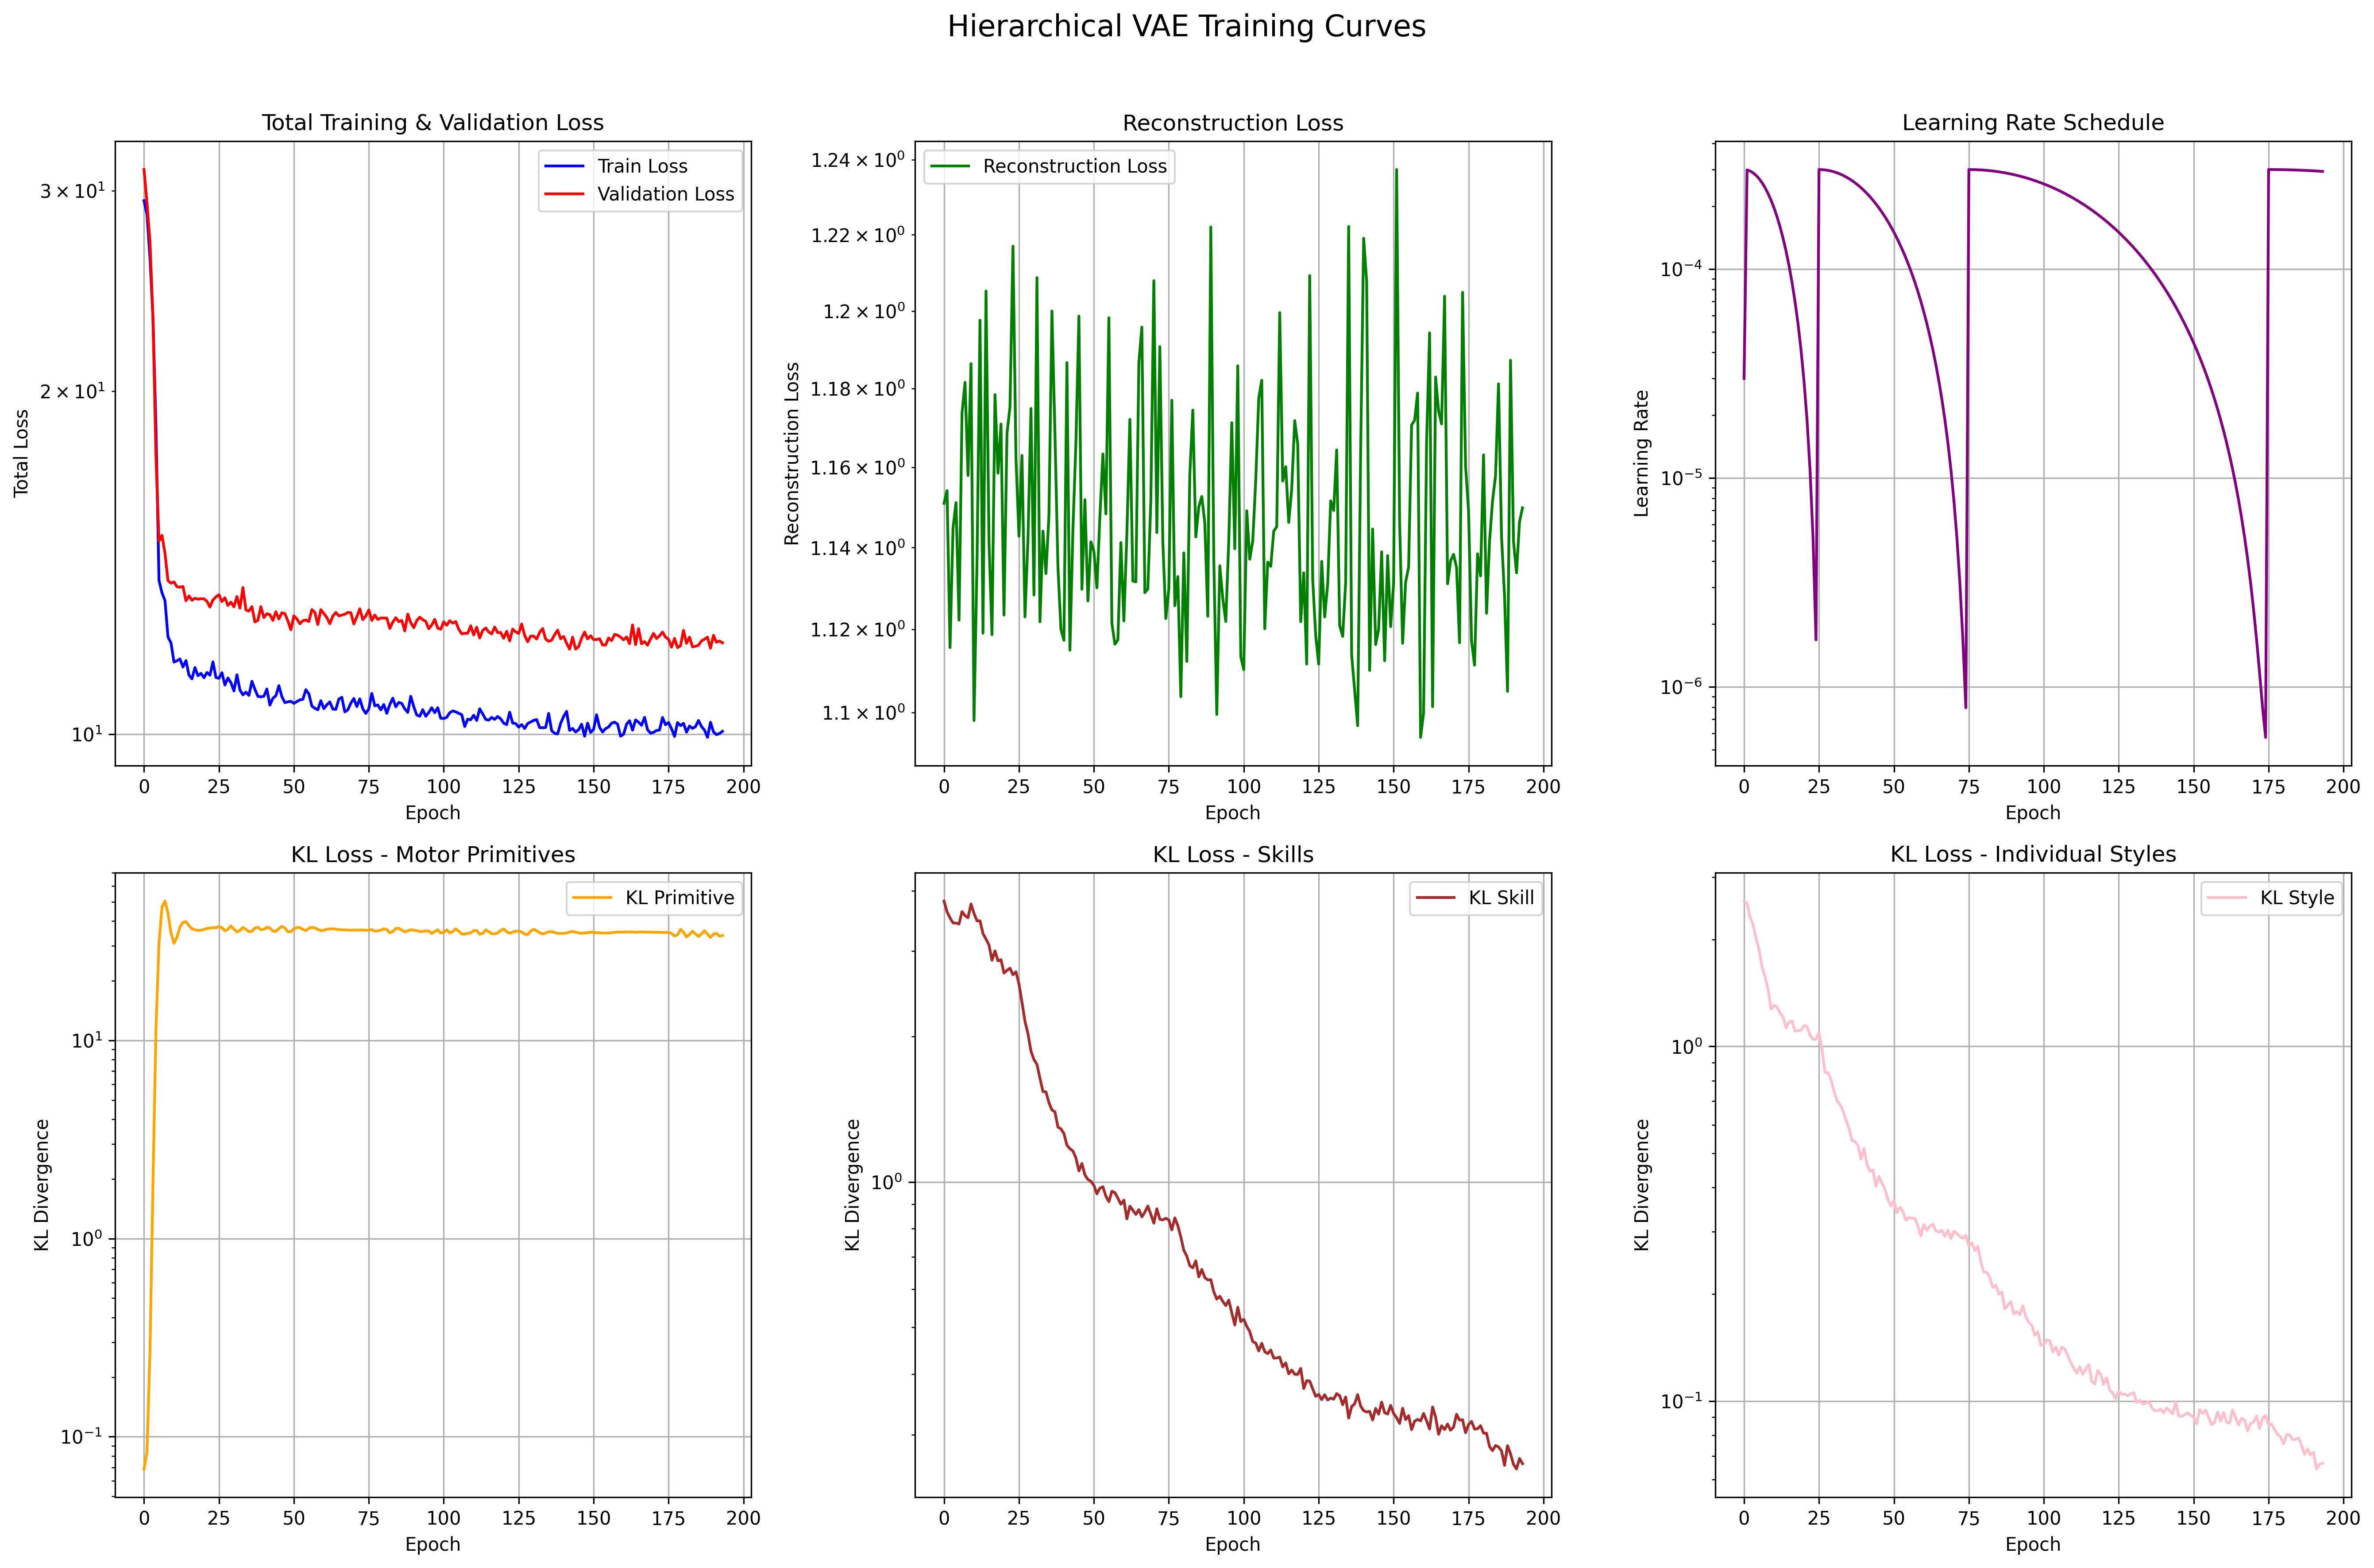 Hierarchical VAE Training Curves
Total Training & Validation Loss
Train Loss
Validation Loss
3 × 10¹
2 × 10¹
10¹
Total Loss
0 25 50 75 100 125 150 175 200
Epoch
Reconstruction Loss
Reconstruction Loss
1.24 × 10⁰
1.22 × 10⁰
1.2 × 10⁰
1.18 × 10⁰
1.16 × 10⁰
1.14 × 10⁰
1.12 × 10⁰
1.1 × 10⁰
Reconstruction Loss
0 25 50 75 100 125 150 175 200
Epoch
Learning Rate Schedule
10⁻⁴
10⁻⁵
10⁻⁶
Learning Rate
0 25 50 75 100 125 150 175 200
Epoch
KL Loss - Motor Primitives
KL Primitive
10¹
10⁰
10⁻¹
KL Divergence
0 25 50 75 100 125 150 175 200
Epoch
KL Loss - Skills
KL Skill
10⁰
KL Divergence
0 25 50 75 100 125 150 175 200
Epoch
KL Loss - Individual Styles
KL Style
10⁰
10⁻¹
KL Divergence
0 25 50 75 100 125 150 175 200
Epoch